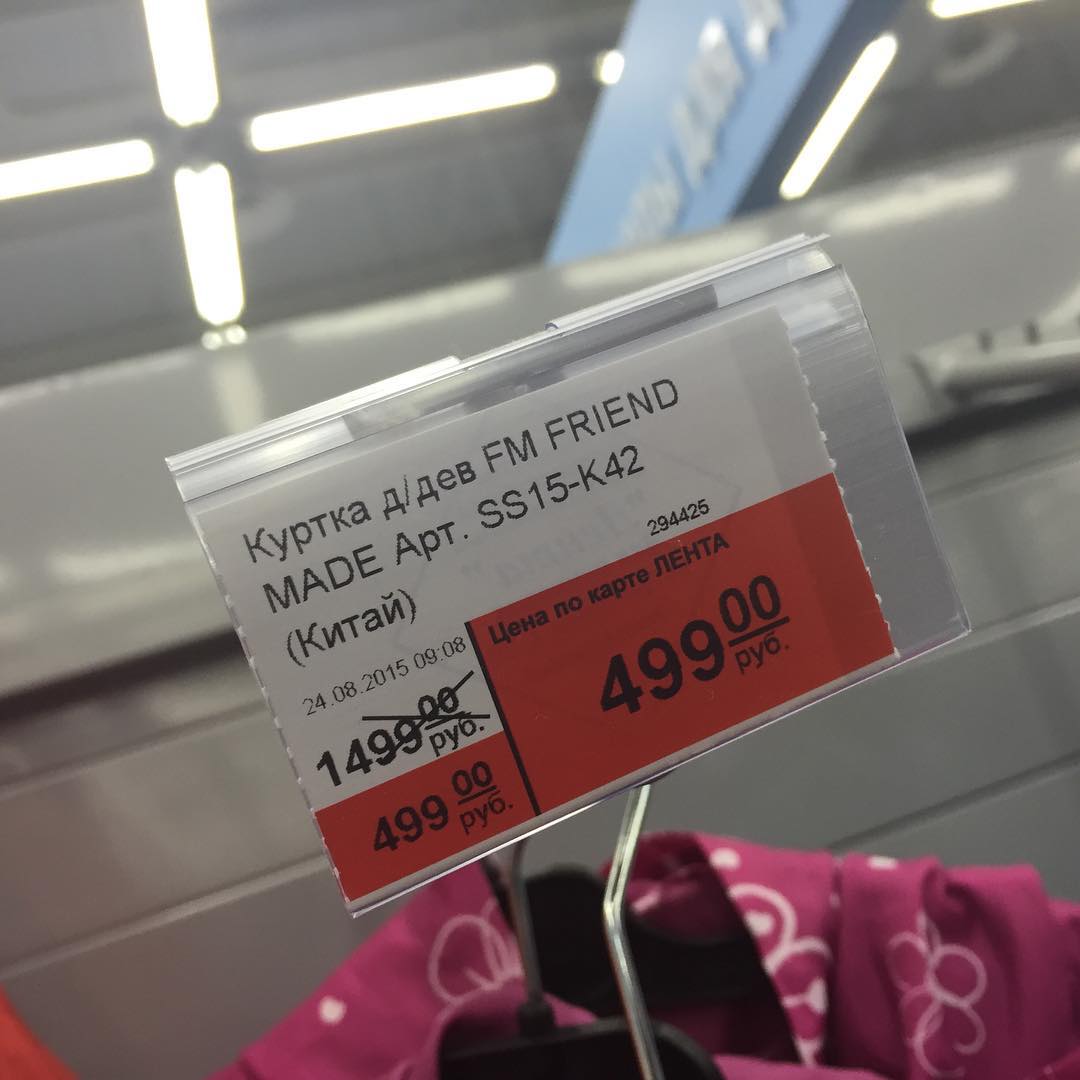 Куртка д/дев FM FRIEND
MADE Арт. SS15-K42
(Китай)
294425
24.08.2015 09:08
Цена по карте ЛЕНТА
1499 00 руб.
499 00 руб.
499 00 руб.